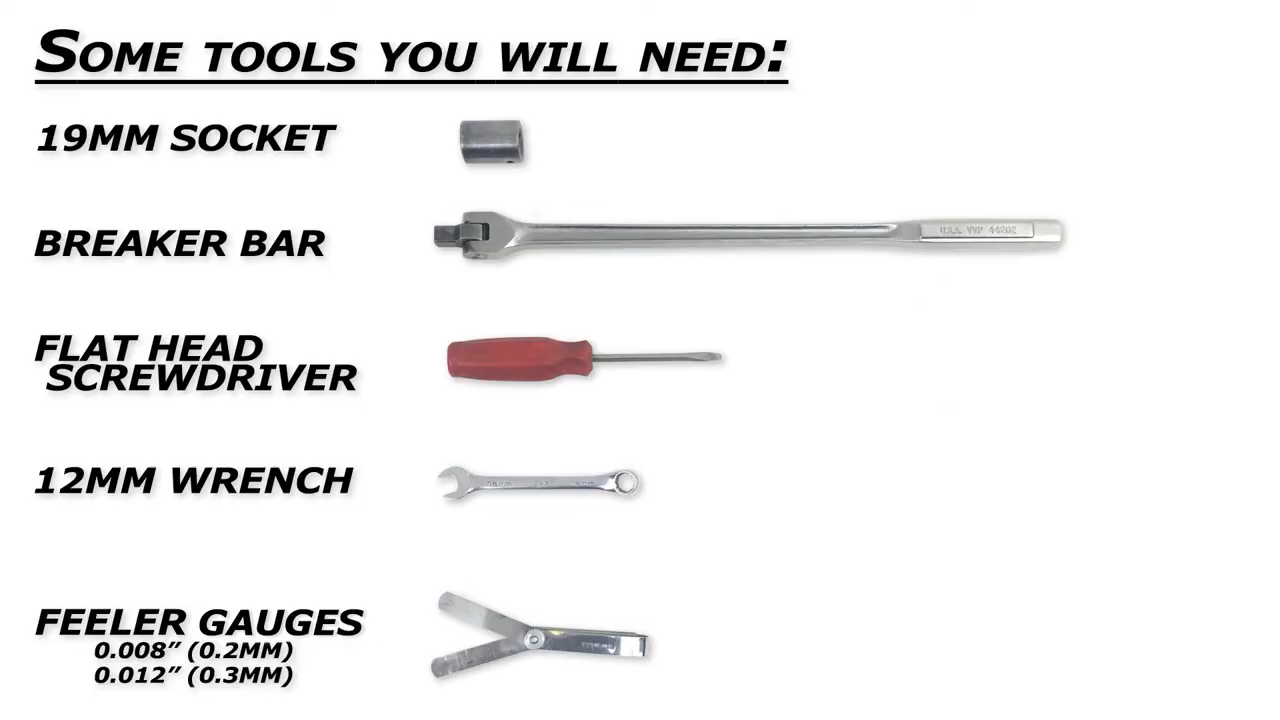 SOME TOOLS YOU WILL NEED:
19MM SOCKET
BREAKER BAR
FLAT HEAD
SCREWDRIVER
12MM WRENCH
FEELER GAUGES
0.008” (0.2MM)
0.012” (0.3MM)